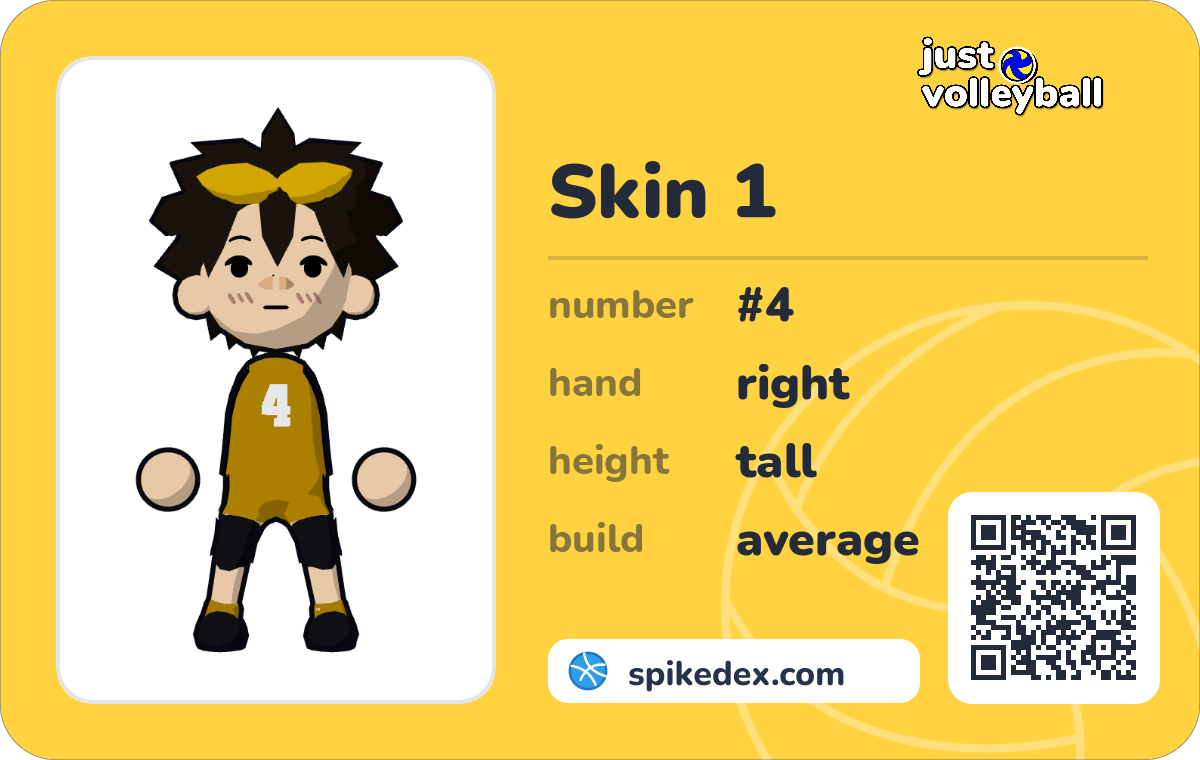 just
volleyball
Skin 1
number #4
hand right
height tall
build average
4
spikedex.com